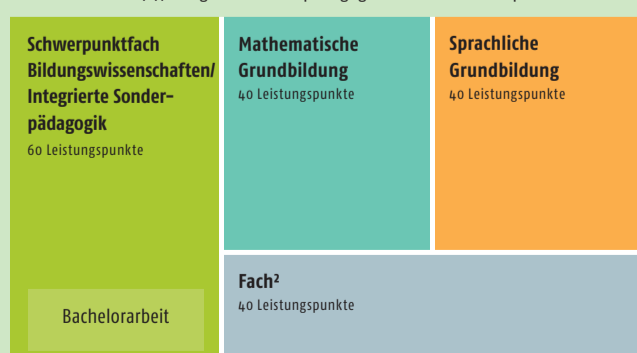 Schwerpunktfach
Bildungswissenschaften/
Integrierte Sonder-
pädagogik
60 Leistungspunkte
Bachelorarbeit
Mathematische
Grundbildung
40 Leistungspunkte
Sprachliche
Grundbildung
40 Leistungspunkte
Fach²
40 Leistungspunkte